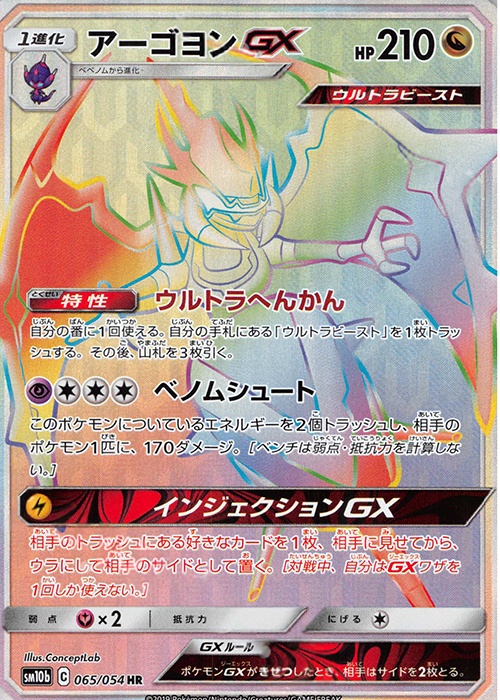 1進化
アーゴヨンGX
HP210
ベベノムから進化
ウルトラビースト
とくせい
特性 ウルトラへんかん
自分の番に1回使える。自分の手札にある「ウルトラビースト」を1枚トラッ
シュする。その後、山札を3枚引く。
ベノムシュート
このポケモンについているエネルギーを2個トラッシュし、相手の
ポケモン1匹に、170ダメージ。[ベンチは弱点・抵抗力を計算しな
い。]
インジェクションGX
相手のトラッシュにある好きなカードを1枚、相手に見せてから、
ウラにして相手のサイドとして置く。[対戦中、自分はGXワザを
1回しか使えない。]
弱点 ×2 抵抗力 にげる
Illus.ConceptLab
GXルール
sm10b C 065/054 HR
ポケモンGXがきぜつしたとき、相手はサイドを2枚とる。
©2019 Pokémon/Nintendo/Creatures/GAME FREAK